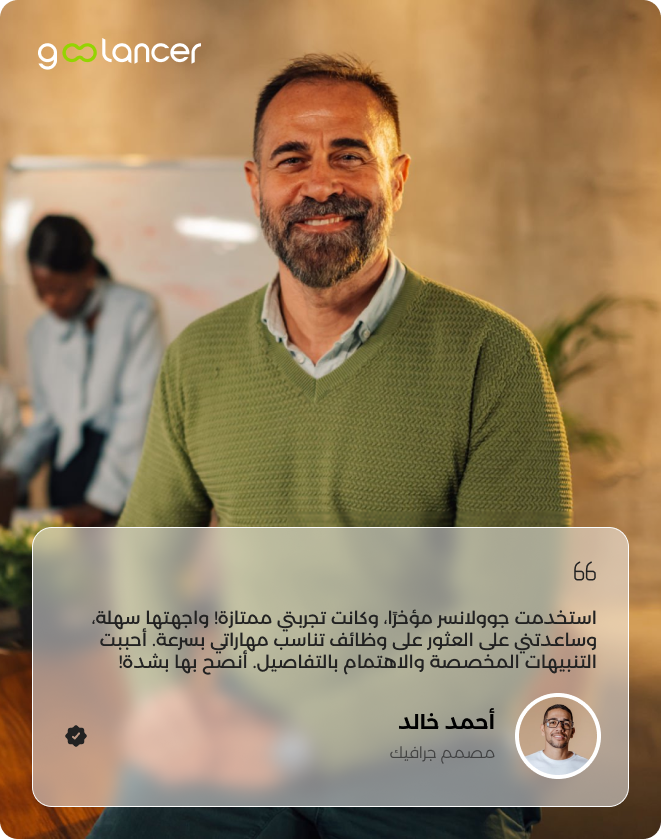 goolancer
“
استخدمت جوولانسر مؤخرًا، وكانت تجربتي ممتازة! واجهتها سهلة،
وساعدتني على العثور على وظائف تناسب مهاراتي بسرعة. أحببت
التنبيهات المخصصة والاهتمام بالتفاصيل. أنصح بها بشدة!
أحمد خالد
مصمم جرافيك